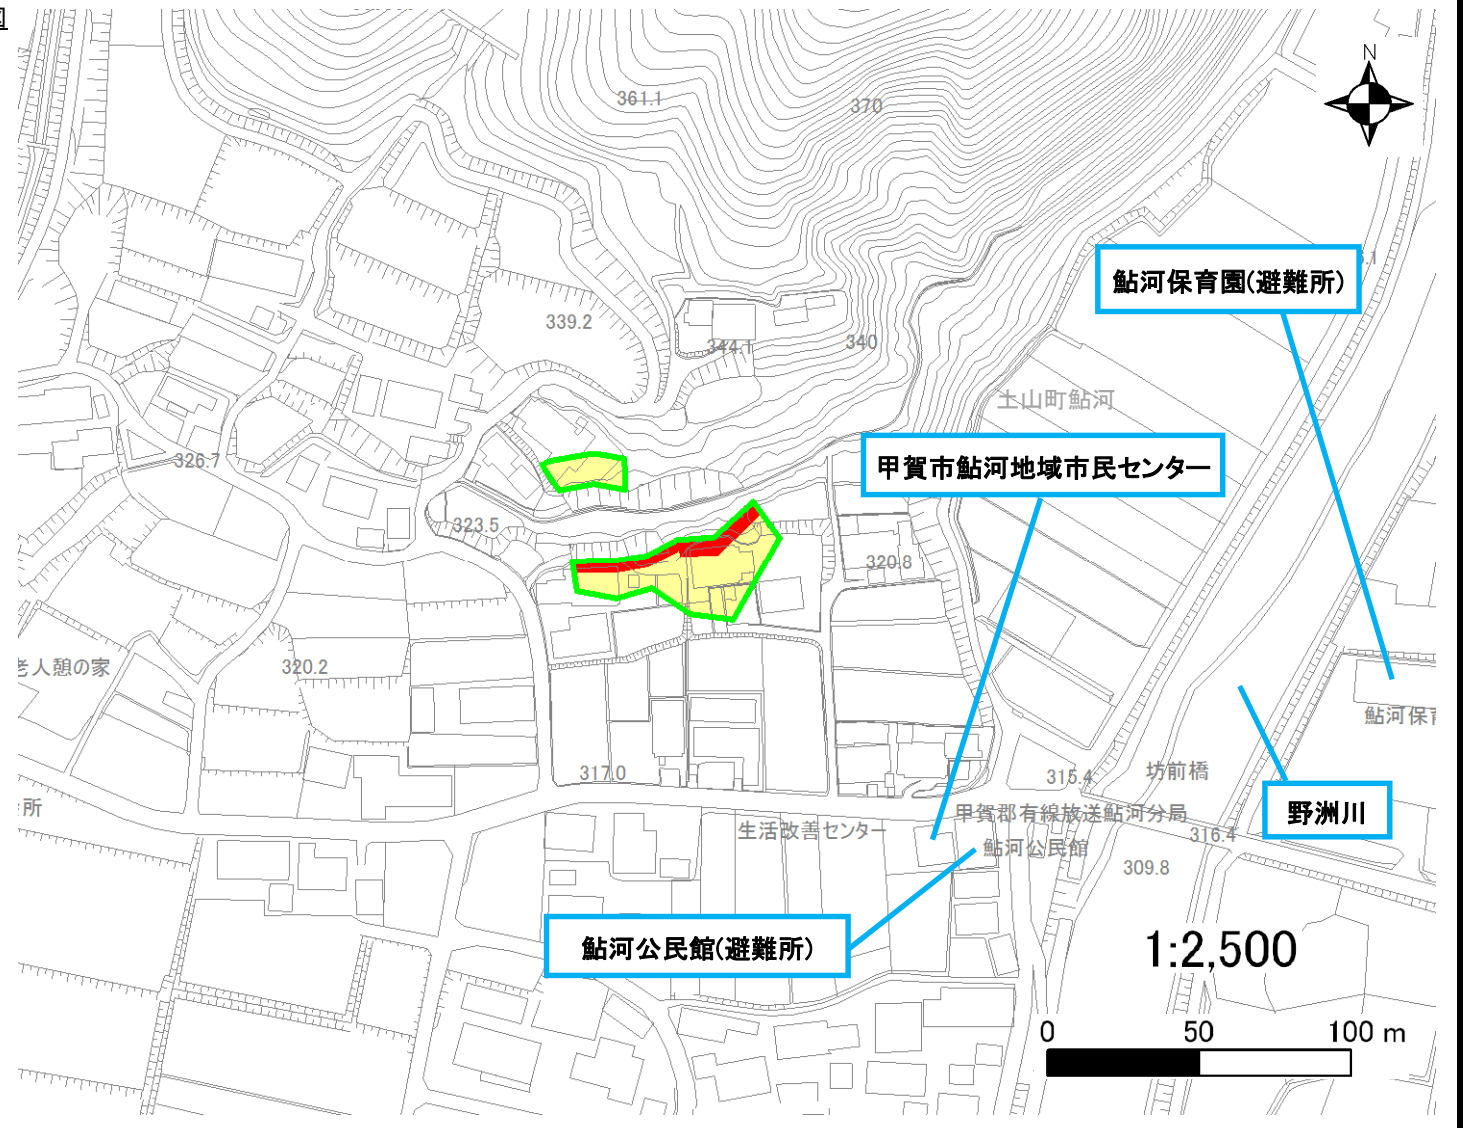 図
N
361.1
370
鮎河保育園(避難所)
339.2
344.1
340
土山町鮎河
甲賀市鮎河地域市民センター
326.7
323.5
320.8
老人憩の家
320.2
鮎河保育
317.0
315.4
坊前橋
所
甲賀郡有線放送鮎河分局
野洲川
生活改善センター
316.4
鮎河公民館
309.8
鮎河公民館(避難所)
1:2,500
0 50 100 m